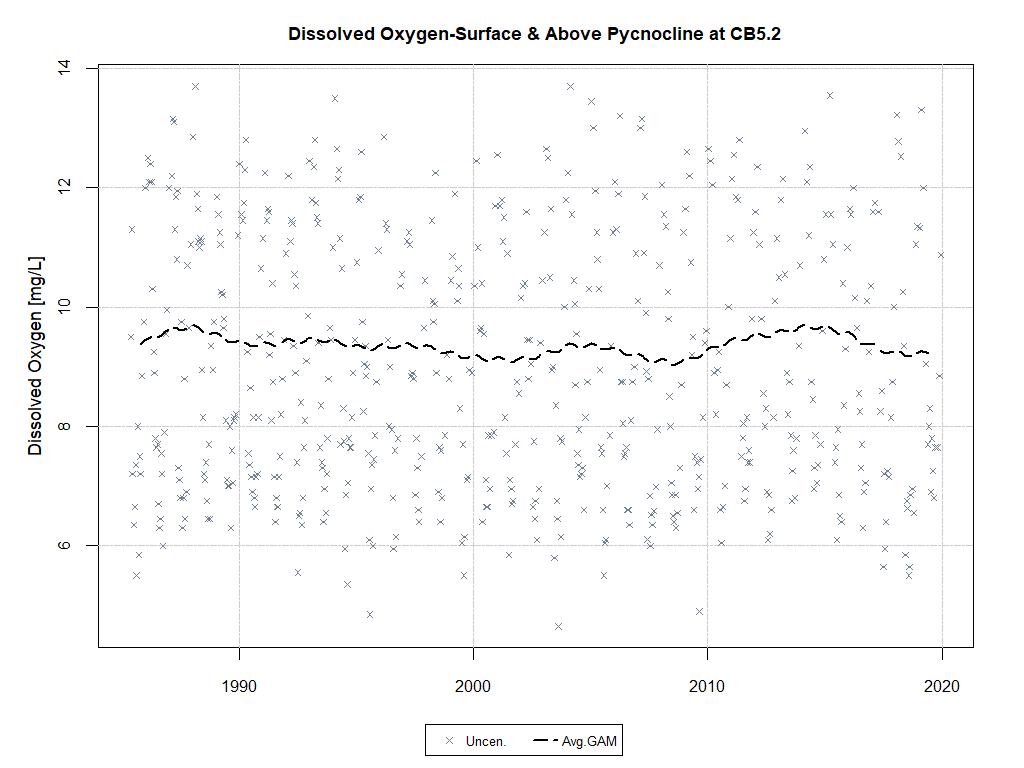 Dissolved Oxygen-Surface & Above Pycnocline at CB5.2
Dissolved Oxygen [mg/L]
14
12
10
8
6
1990 2000 2010 2020
Uncen. Avg.GAM